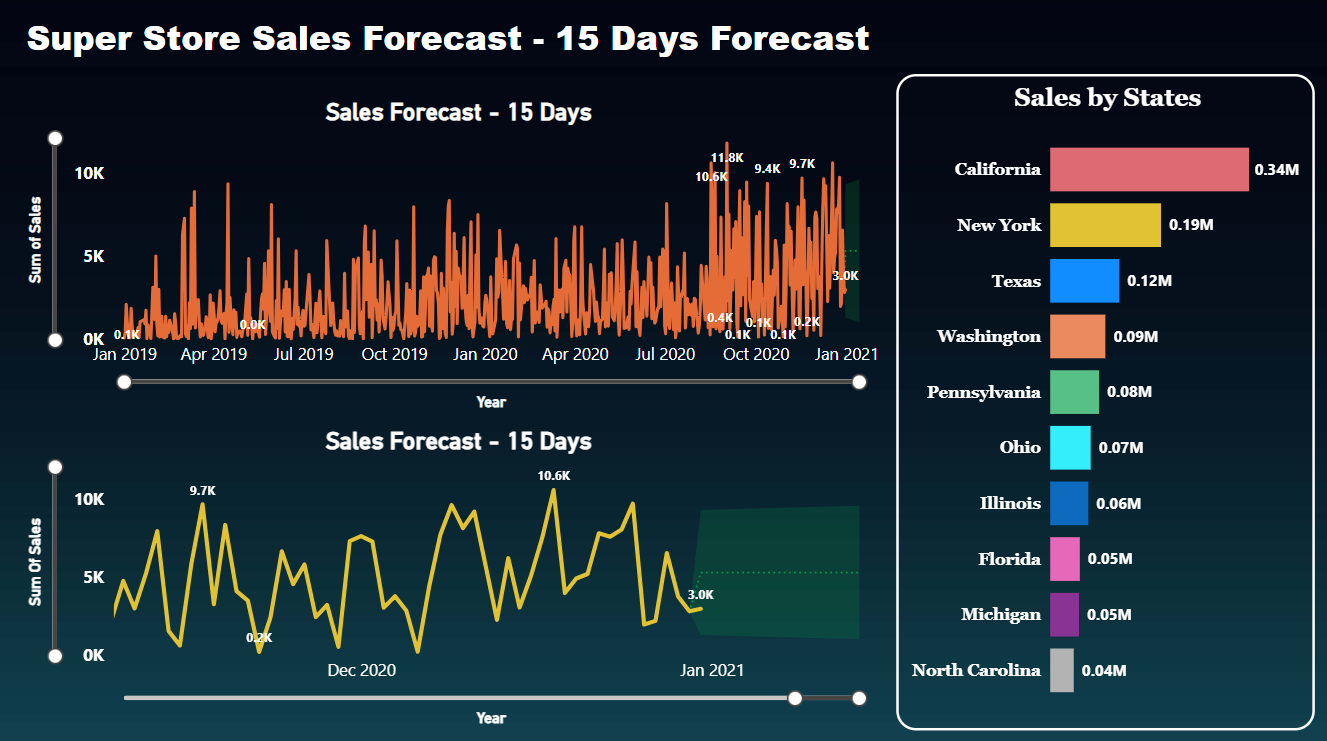 Super Store Sales Forecast - 15 Days Forecast
Sales Forecast - 15 Days
Sum of Sales
10K
5K
0K
0.1K
0.0K
10.6K
11.8K
9.4K
9.7K
3.0K
0.4K
0.1K
0.1K
0.1K
0.2K
Jan 2019 Apr 2019 Jul 2019 Oct 2019 Jan 2020 Apr 2020 Jul 2020 Oct 2020 Jan 2021
Year
Sales Forecast - 15 Days
Sum Of Sales
10K
5K
0K
9.7K
0.2K
10.6K
3.0K
Dec 2020 Jan 2021
Year
Sales by States
California 0.34M
New York 0.19M
Texas 0.12M
Washington 0.09M
Pennsylvania 0.08M
Ohio 0.07M
Illinois 0.06M
Florida 0.05M
Michigan 0.05M
North Carolina 0.04M